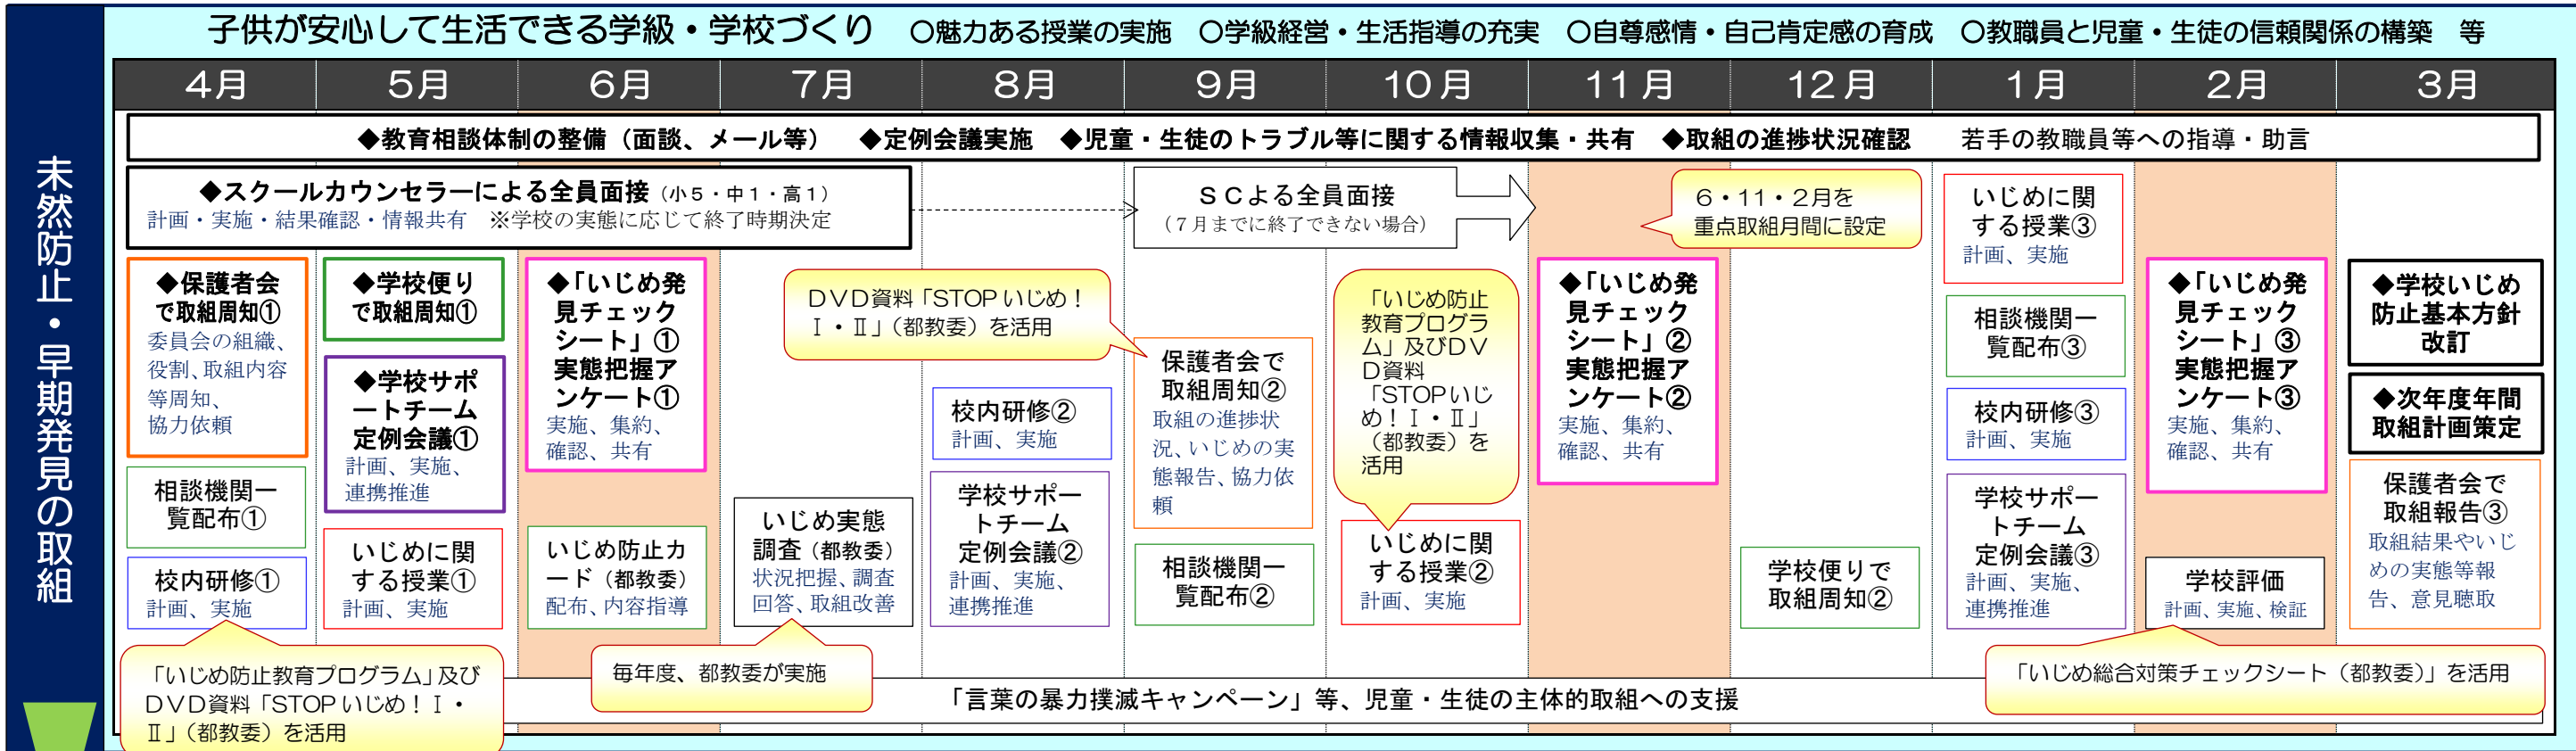 子供が安心して生活できる学級・学校づくり　○魅力ある授業の実施　○学級経営・生活指導の充実　○自尊感情・自己肯定感の育成　○教職員と児童・生徒の信頼関係の構築　等
未然防止・早期発見の取組
4月　5月　6月　7月　8月　9月　10月　11月　12月　1月　2月　3月
◆教育相談体制の整備（面談、メール等）　◆定例会議実施　◆児童・生徒のトラブル等に関する情報収集・共有　◆取組の進捗状況確認　若手の教職員等への指導・助言
◆スクールカウンセラーによる全員面接（小５・中１・高１）
計画・実施・結果確認・情報共有　※学校の実態に応じて終了時期決定
ＳＣよる全員面接
（７月までに終了できない場合）
６・11・２月を
重点取組月間に設定
◆保護者会
で取組周知①
委員会の組織、
役割、取組内容
等周知、
協力依頼
相談機関一
覧配布①
校内研修①
計画、実施
「いじめ防止教育プログラム」及び
ＤＶＤ資料「STOPいじめ！Ⅰ・
Ⅱ」（都教委）を活用
◆学校便り
で取組周知①
◆学校サポ
ートチーム
定例会議①
計画、実施、
連携推進
いじめに関
する授業①
計画、実施
◆「いじめ発
見チェック
シート」①
実態把握ア
ンケート①
実施、集約、
確認、共有
いじめ防止カ
ード（都教委）
配布、内容指導
いじめ実態
調査（都教委）
状況把握、調査
回答、取組改善
毎年度、都教委が実施
校内研修②
計画、実施
学校サポー
トチーム
定例会議②
計画、実施、
連携推進
ＤＶＤ資料「STOPいじめ！
Ⅰ・Ⅱ」（都教委）を活用
保護者会で
取組周知②
取組の進捗状
況、いじめの実
態報告、協力依
頼
相談機関一
覧配布②
「いじめ防止
教育プログラ
ム」及びＤＶ
Ｄ資料
「STOPいじ
め！Ⅰ・Ⅱ」
（都教委）を
活用
いじめに関
する授業②
計画、実施
◆「いじめ発
見チェック
シート」②
実態把握ア
ンケート②
実施、集約、
確認、共有
学校便りで
取組周知②
いじめに関
する授業③
計画、実施
相談機関一
覧配布③
校内研修③
計画、実施
学校サポー
トチーム
定例会議③
計画、実施、
連携推進
◆「いじめ発
見チェック
シート」③
実態把握ア
ンケート③
実施、集約、
確認、共有
学校評価
計画、実施、検証
「いじめ総合対策チェックシート（都教委）」を活用
◆学校いじめ
防止基本方針
改訂
◆次年度年間
取組計画策定
保護者会で
取組報告③
取組結果やいじ
めの実態等報
告、意見聴取
「言葉の暴力撲滅キャンペーン」等、児童・生徒の主体的取組への支援